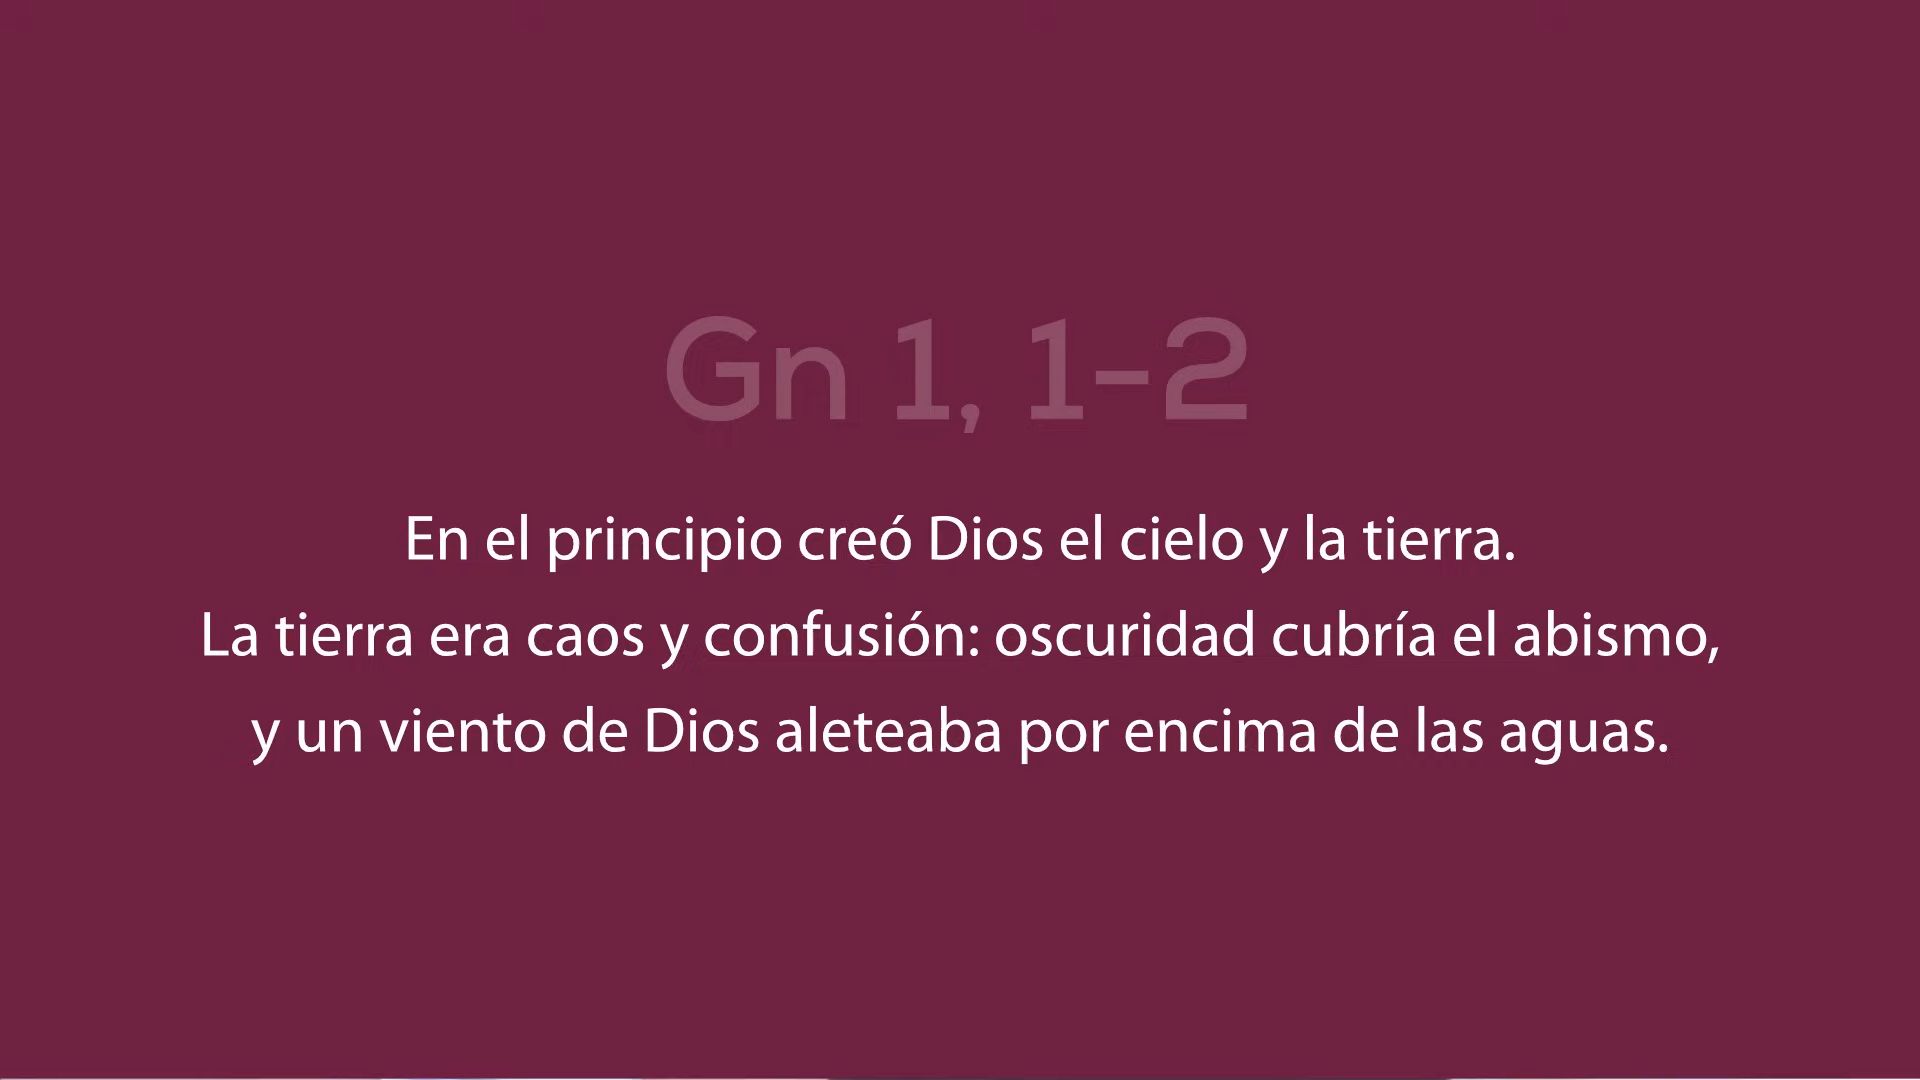 Gn 1, 1-2
En el principio creó Dios el cielo y la tierra.
La tierra era caos y confusión: oscuridad cubría el abismo,
y un viento de Dios aleteaba por encima de las aguas.